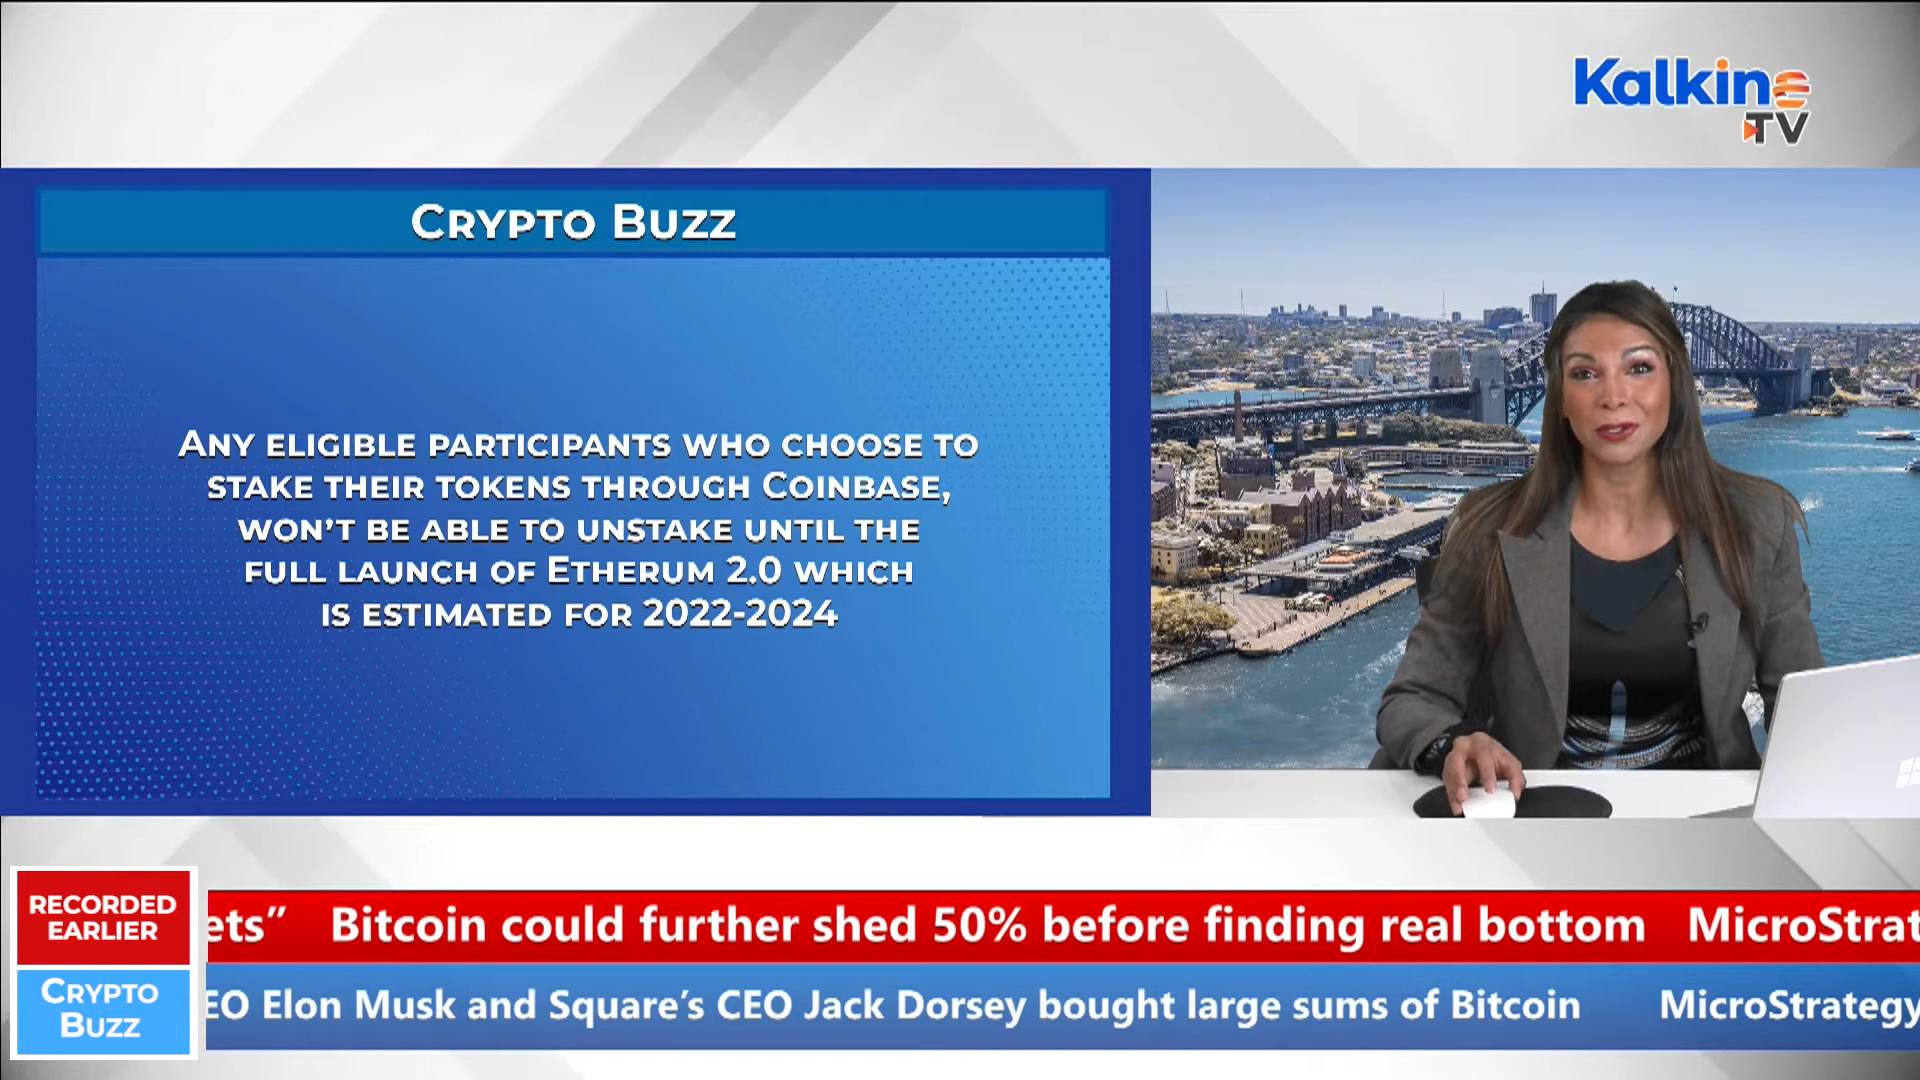 Kalkine
TV
Crypto Buzz
Any eligible participants who choose to
stake their tokens through Coinbase,
won't be able to unstake until the
full launch of Etherum 2.0 which
is estimated for 2022-2024
RECORDED
EARLIER
ets” Bitcoin could further shed 50% before finding real bottom MicroStrat
Crypto
Buzz
EO Elon Musk and Square’s CEO Jack Dorsey bought large sums of Bitcoin MicroStrategy